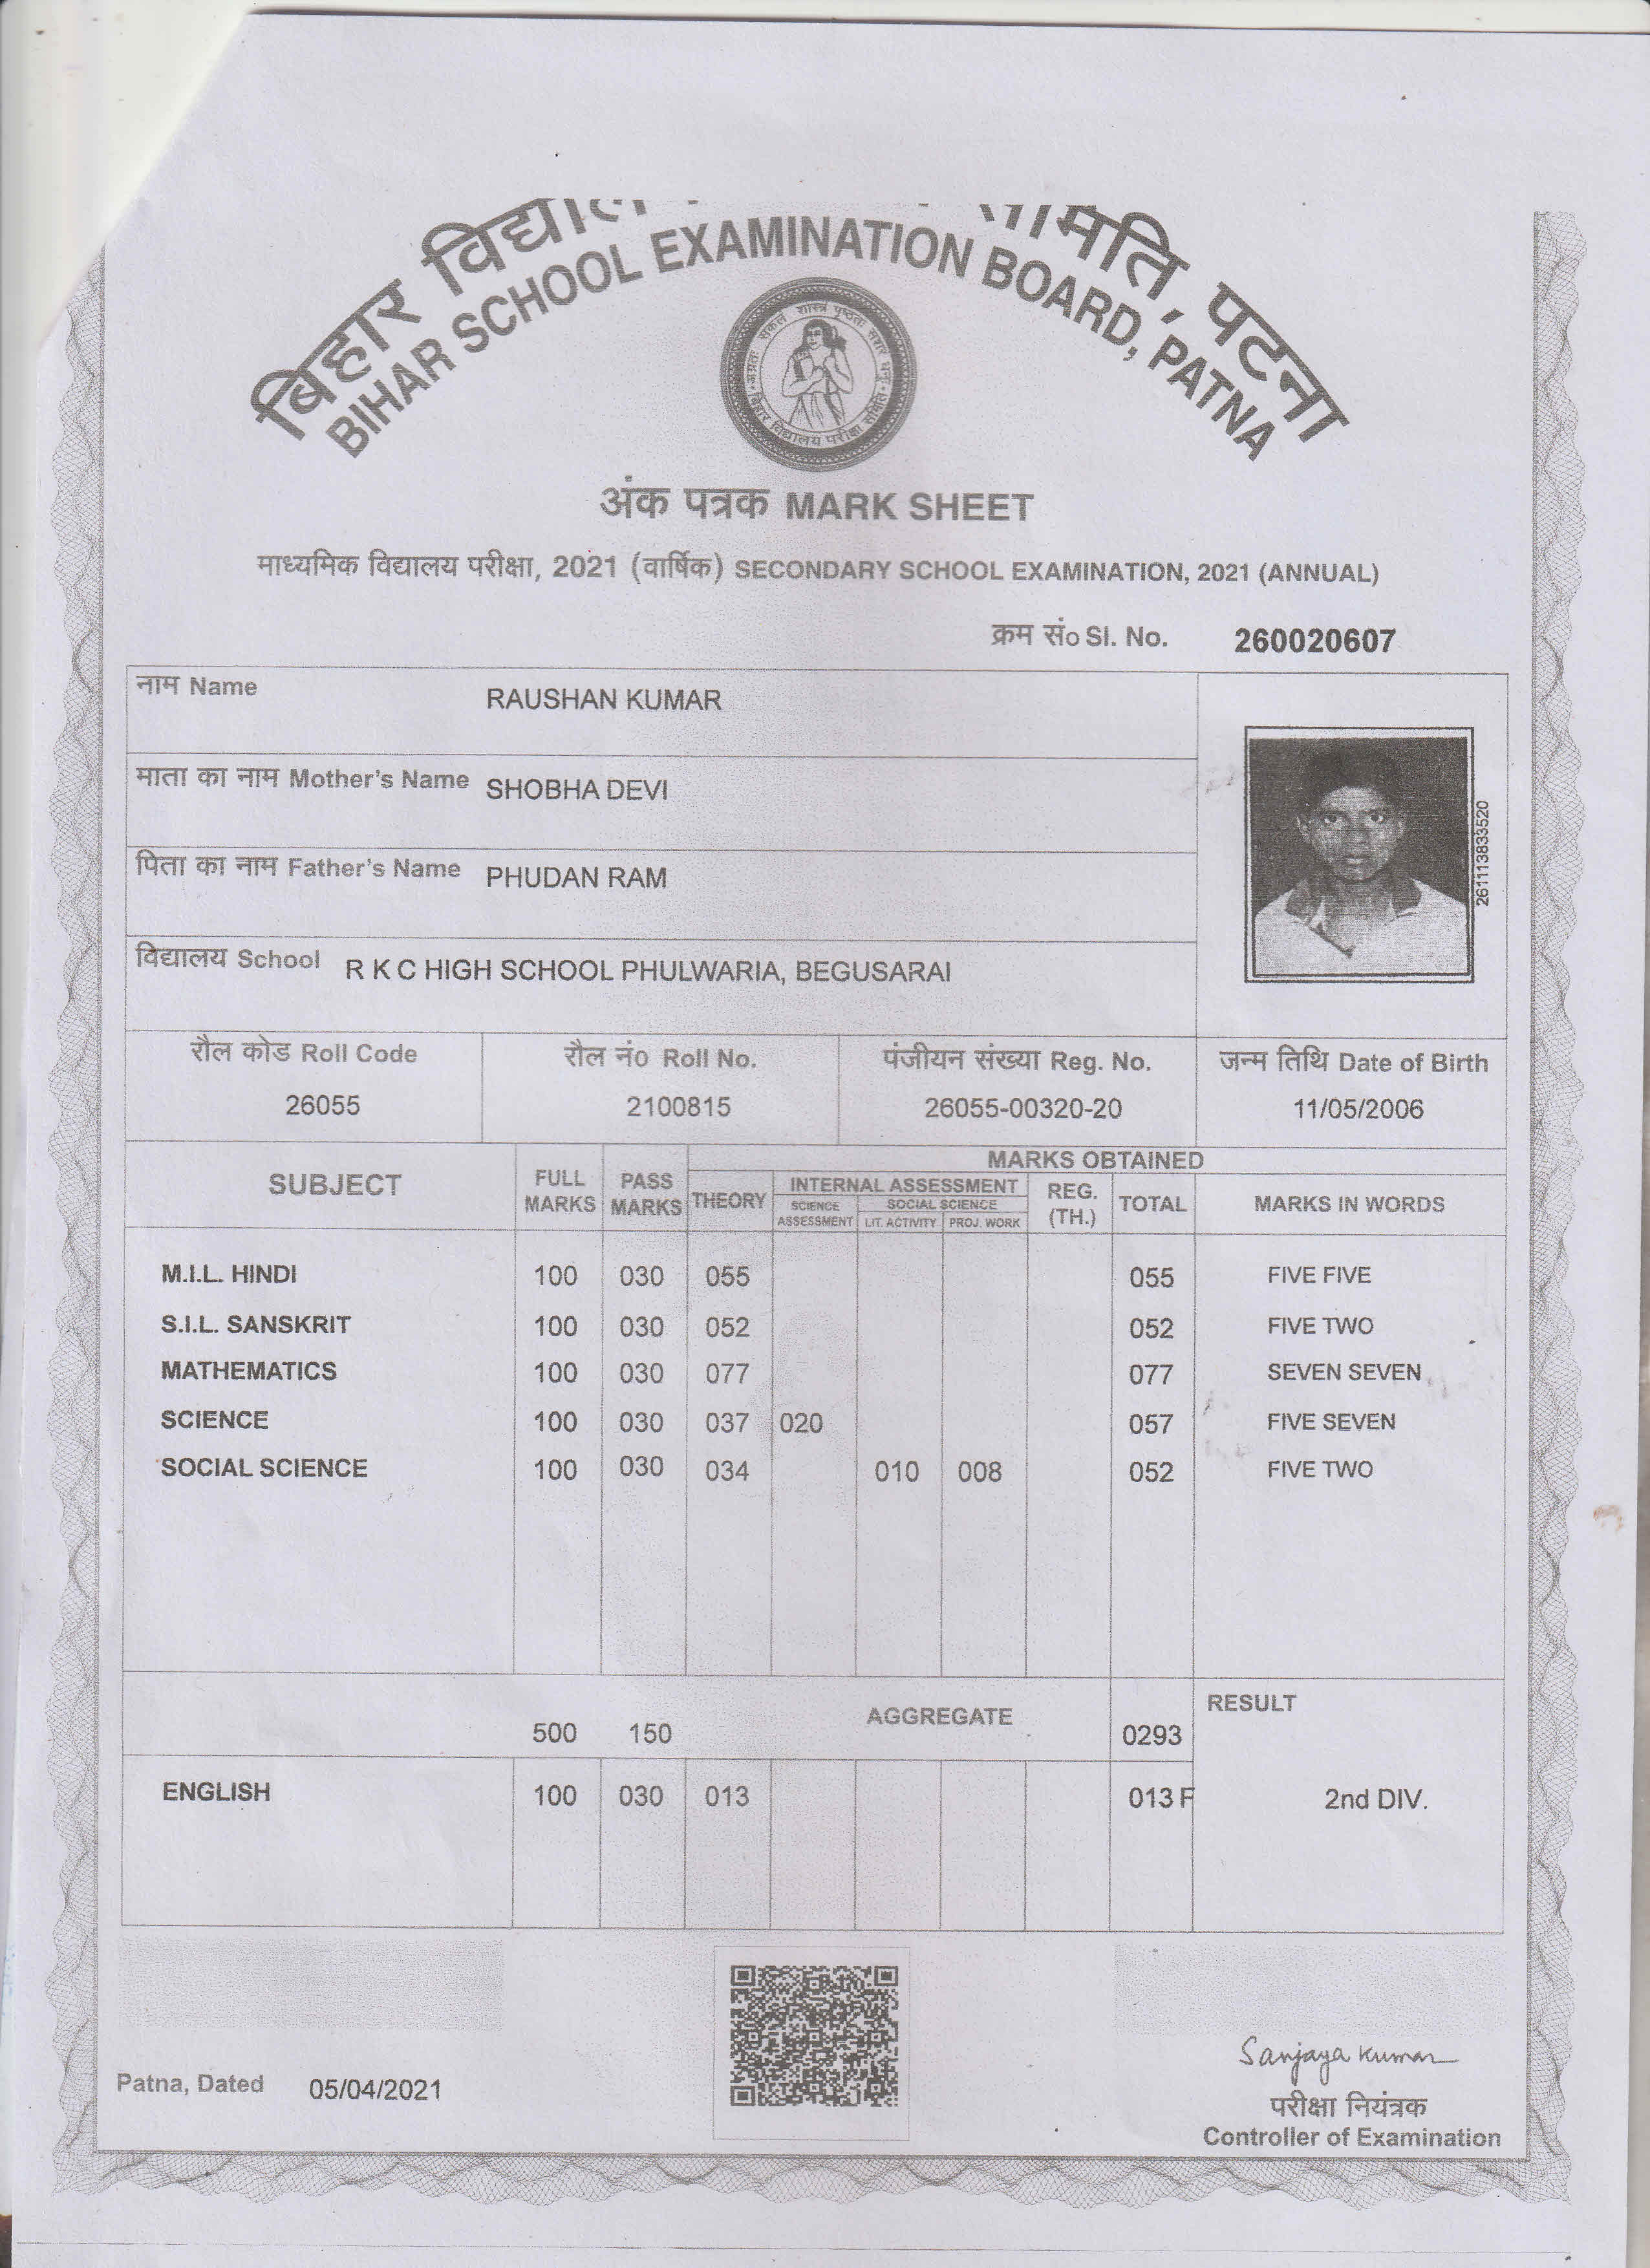 बिहार पटना
BIHAR SCHOOL EXAMINATION BOARD, PATNA
अंक पत्रक MARK SHEET
माध्यमिक विद्यालय परीक्षा, 2021 (वार्षिक) SECONDARY SCHOOL EXAMINATION, 2021 (ANNUAL)
क्रम सं० Sl. No. 260020607
नाम Name RAUSHAN KUMAR
माता का नाम Mother's Name SHOBHA DEVI
पिता का नाम Father's Name PHUDAN RAM
261113833520
विद्यालय School R K C HIGH SCHOOL PHULWARIA, BEGUSARAI
रौल कोड Roll Code रौल नं० Roll No. पंजीयन संख्या Reg. No. जन्म तिथि Date of Birth
26055 2100815 26055-00320-20 11/05/2006
MARKS OBTAINED
SUBJECT FULL MARKS PASS MARKS THEORY INTERNAL ASSESSMENT REG. (TH.) TOTAL MARKS IN WORDS
SCIENCE ASSESSMENT SOCIAL SCIENCE
LIT. ACTIVITY PROJ. WORK
M.I.L. HINDI 100 030 055 055 FIVE FIVE
S.I.L. SANSKRIT 100 030 052 052 FIVE TWO
MATHEMATICS 100 030 077 077 SEVEN SEVEN
SCIENCE 100 030 037 020 057 FIVE SEVEN
SOCIAL SCIENCE 100 030 034 010 008 052 FIVE TWO
AGGREGATE RESULT
500 150 0293
ENGLISH 100 030 013 013 F 2nd DIV.
Sanjaya Kumar
Patna, Dated 05/04/2021
परीक्षा नियंत्रक
Controller of Examination